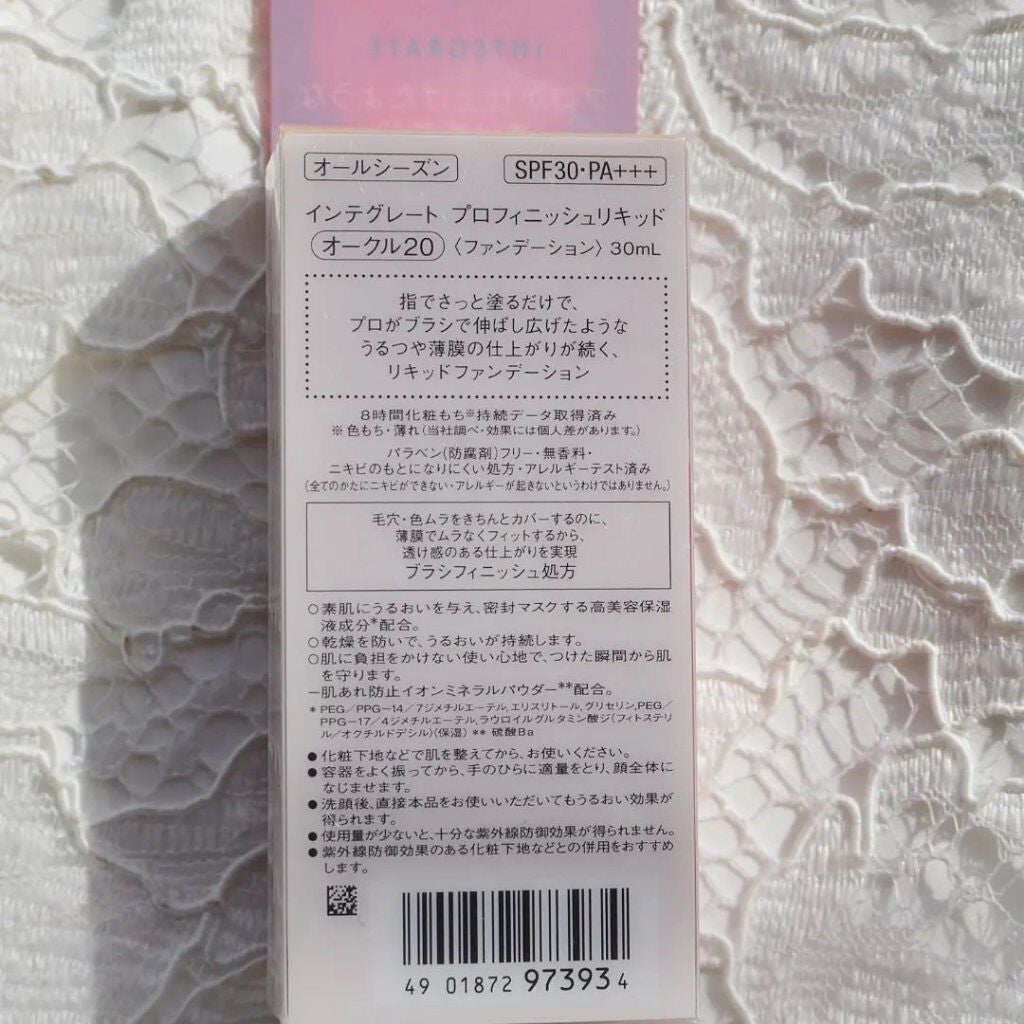 INTEGRATE
プロが仕上げたような
オールシーズン
SPF30・PA+++
インテグレート プロフィニッシュリキッド
オークル20 〈ファンデーション〉 30mL
指でさっと塗るだけで、
プロがブラシで伸ばし広げたような
うるつや薄膜の仕上がりが続く、
リキッドファンデーション
8時間化粧もち※持続データ取得済み
※ 色もち・薄れ(当社調べ・効果には個人差があります。)
パラベン(防腐剤)フリー・無香料・
ニキビのもとになりにくい処方・アレルギーテスト済み
(全てのかたにニキビができない・アレルギーが起きないというわけではありません。)
毛穴・色ムラをきちんとカバーするのに、
薄膜でムラなくフィットするから、
透け感のある仕上がりを実現
ブラシフィニッシュ処方
○素肌にうるおいを与え、密封マスクする高美容保湿
液成分*配合。
○乾燥を防いで、うるおいが持続します。
○肌に負担をかけない使い心地で、つけた瞬間から肌
を守ります。
−肌あれ防止イオンミネラルパウダー**配合。
* PEG/PPG-14/7ジメチルエーテル,エリスリトール,グリセリン,PEG/
PPG-17/4ジメチルエーテル,ラウロイルグルタミン酸ジ(フィトステリ
ル/オクチルドデシル)(保湿) ** 硫酸Ba
● 化粧下地などで肌を整えてから、お使いください。
● 容器をよく振ってから、手のひらに適量をとり、顔全体に
なじませます。
● 洗顔後、直接本品をお使いいただいてもうるおい効果が
得られます。
● 使用量が少ないと、十分な紫外線防御効果が得られません。
● 紫外線防御効果のある化粧下地などとの併用をおすすめ
します。
49 01872 97393 4